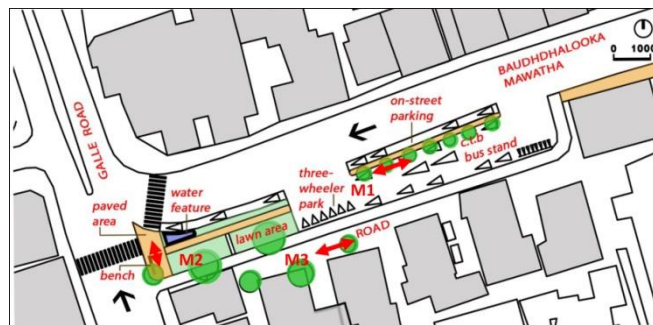 BAUDHDHALOOKA
MAWATHA
1000
GALLE ROAD
on-street
parking
c.t.b
bus stand
M1
three-
wheeler
park
water
feature
paved
area
lawn area
M2
M3
ROAD
bench